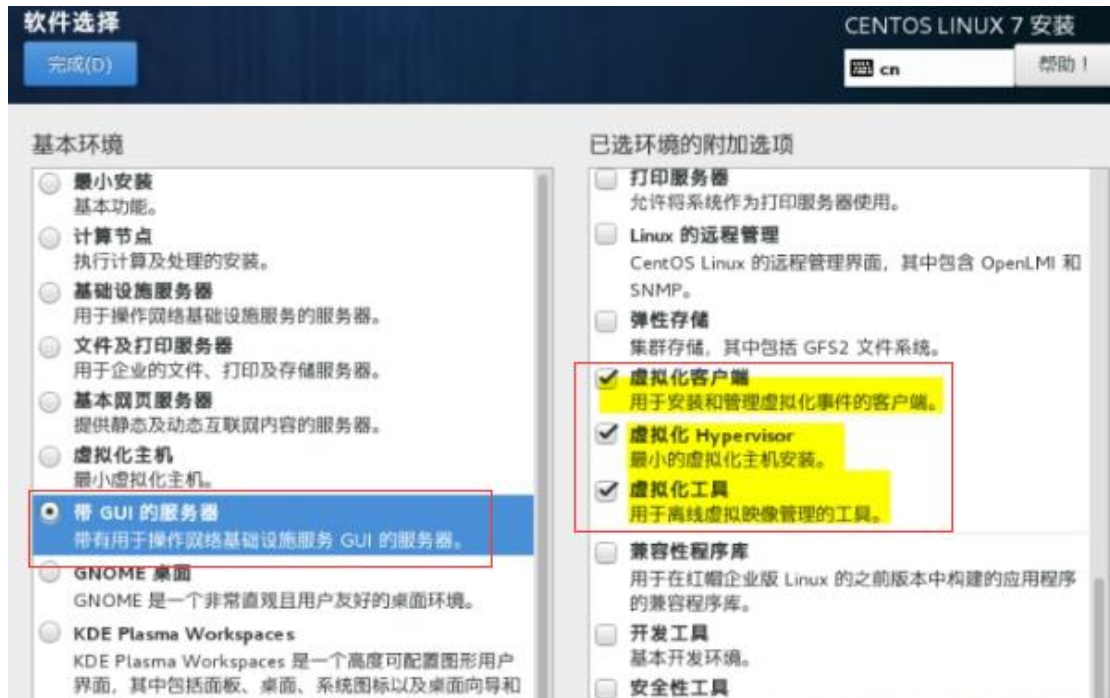 软件选择
完成(D)
CENTOS LINUX 7 安装
cn
帮助！
基本环境
最小安装
基本功能。
计算节点
执行计算及处理的安装。
基础设施服务器
用于操作网络基础设施服务的服务器。
文件及打印服务器
用于企业的文件、打印及存储服务器。
基本网页服务器
提供静态及动态互联网内容的服务器。
虚拟化主机
最小虚拟化主机。
带 GUI 的服务器
带有用于操作网络基础设施服务 GUI 的服务器。
GNOME 桌面
GNOME 是一个非常直观且用户友好的桌面环境。
KDE Plasma Workspaces
KDE Plasma Workspaces 是一个高度可配置图形用户
界面，其中包括面板、桌面、系统图标以及桌面向导和
已选环境的附加选项
打印服务器
允许将系统作为打印服务器使用。
Linux 的远程管理
CentOS Linux 的远程管理界面，其中包含 OpenLMI 和
SNMP。
弹性存储
集群存储，其中包括 GFS2 文件系统。
虚拟化客户端
用于安装和管理虚拟化事件的客户端。
虚拟化 Hypervisor
最小的虚拟化主机安装。
虚拟化工具
用于离线虚拟映像管理的工具。
兼容性程序库
用于在红帽企业版 Linux 的之前版本中构建的应用程序
的兼容程序库。
开发工具
基本开发环境。
安全性工具